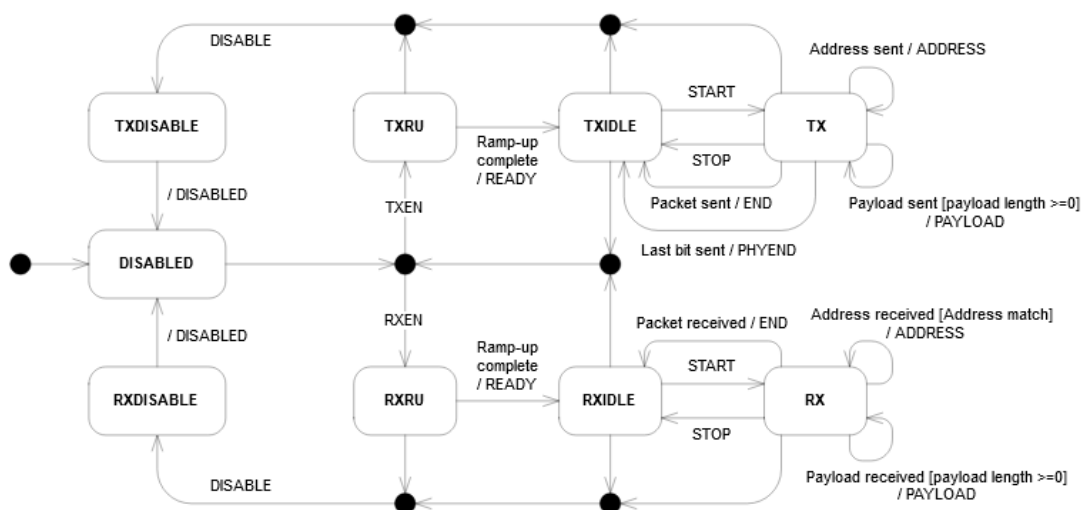 DISABLE
Address sent / ADDRESS
START
TXDISABLE
TXRU
TXIDLE
TX
Ramp-up
complete
/ READY
STOP
/ DISABLED
TXEN
Packet sent / END
Payload sent [payload length >=0]
/ PAYLOAD
Last bit sent / PHYEND
DISABLED
/ DISABLED
RXEN
Packet received / END
Address received [Address match]
/ ADDRESS
Ramp-up
complete
/ READY
START
RXDISABLE
RXRU
RXIDLE
RX
STOP
DISABLE
Payload received [payload length >=0]
/ PAYLOAD